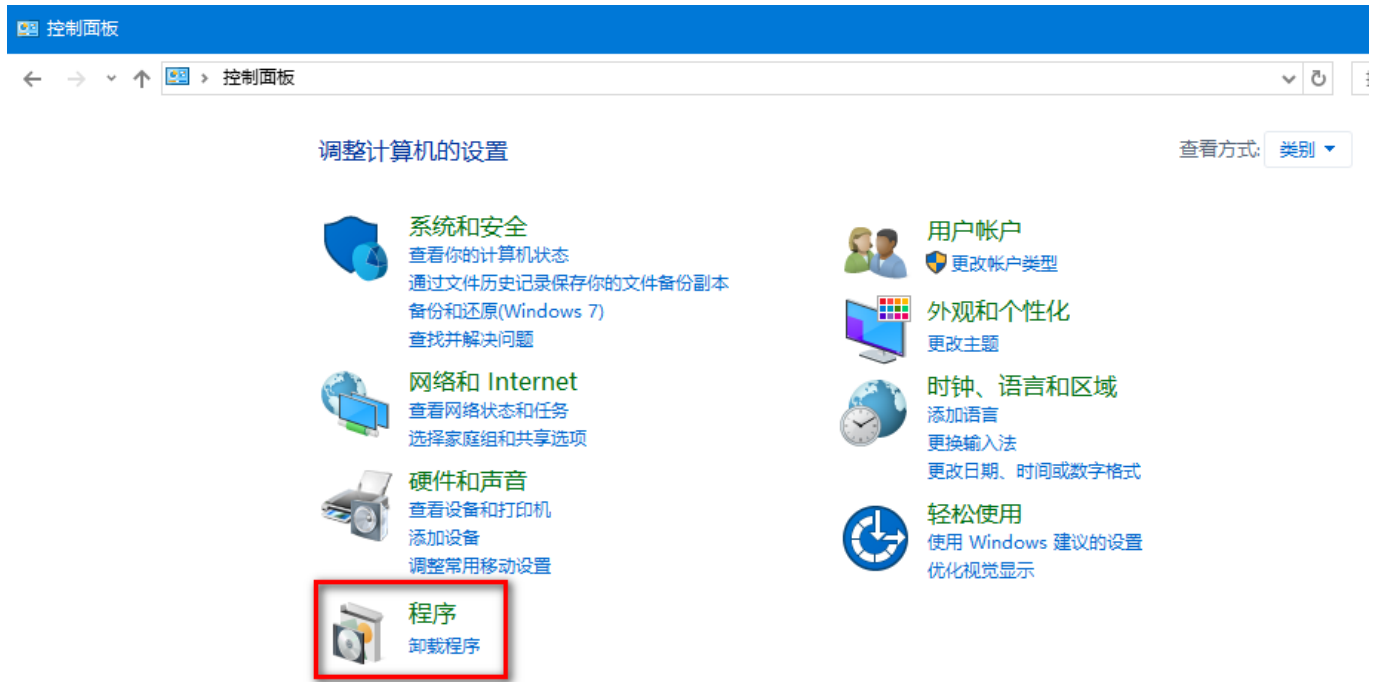 控制面板
控制面板
调整计算机的设置
查看方式: 类别
系统和安全
查看你的计算机状态
通过文件历史记录保存你的文件备份副本
备份和还原(Windows 7)
查找并解决问题
网络和 Internet
查看网络状态和任务
选择家庭组和共享选项
硬件和声音
查看设备和打印机
添加设备
调整常用移动设置
程序
卸载程序
用户帐户
更改帐户类型
外观和个性化
更改主题
时钟、语言和区域
添加语言
更换输入法
更改日期、时间或数字格式
轻松使用
使用 Windows 建议的设置
优化视觉显示